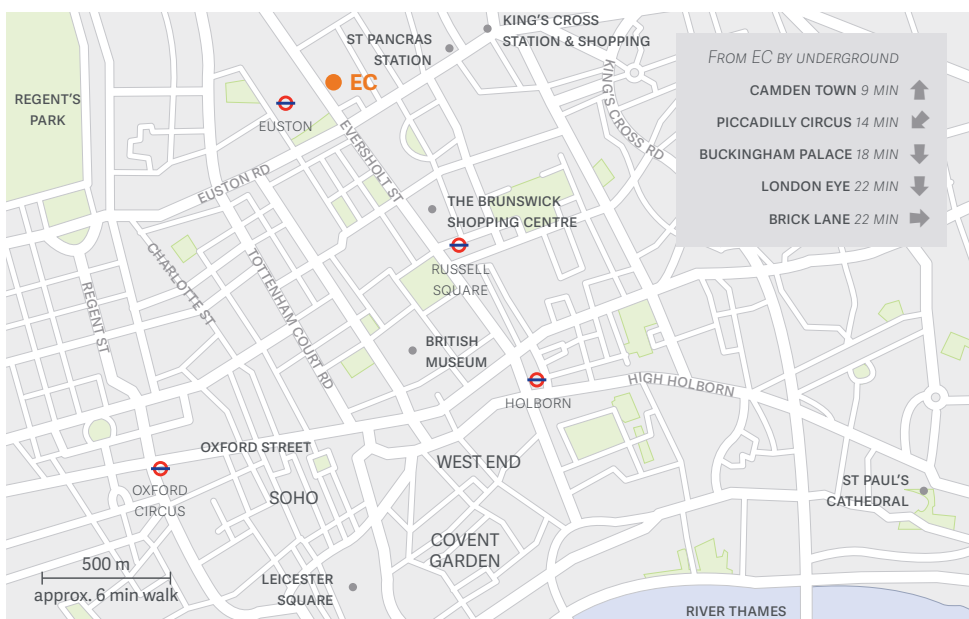 KING'S CROSS
STATION & SHOPPING
ST PANCRAS
STATION
EC
REGENT'S
PARK
EUSTON
EVERSHOLT ST
EUSTON RD
KING'S CROSS RD
FROM EC BY UNDERGROUND
CAMDEN TOWN 9 MIN
PICCADILLY CIRCUS 14 MIN
BUCKINGHAM PALACE 18 MIN
LONDON EYE 22 MIN
BRICK LANE 22 MIN
THE BRUNSWICK
SHOPPING CENTRE
RUSSELL
SQUARE
CHARLOTTE ST
TOTTENHAM COURT RD
REGENT ST
BRITISH
MUSEUM
HOLBORN
HIGH HOLBORN
OXFORD STREET
WEST END
OXFORD
CIRCUS
SOHO
ST PAUL'S
CATHEDRAL
COVENT
GARDEN
500 m
approx. 6 min walk
LEICESTER
SQUARE
RIVER THAMES